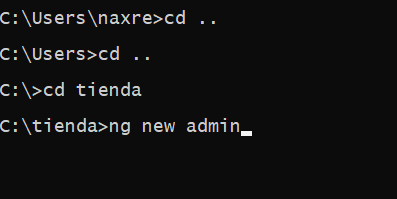 C:\Users\naxre>cd ..
C:\Users>cd ..
C:\>cd tienda
C:\tienda>ng new admin